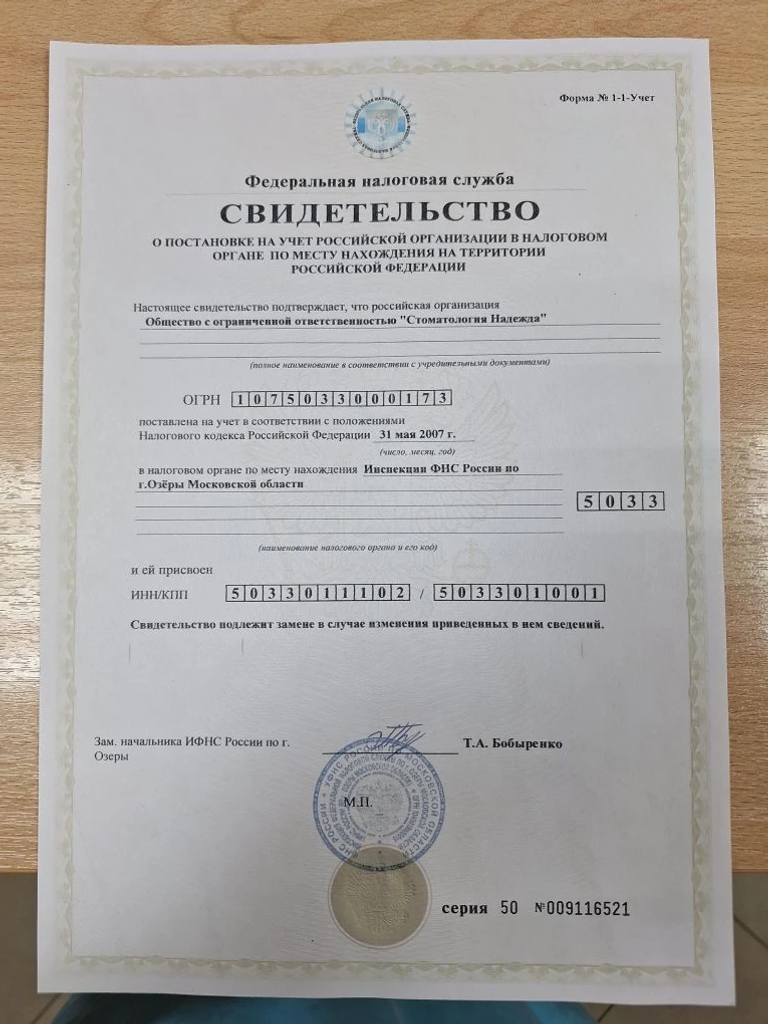 Форма № 1-1-Учет
Федеральная налоговая служба
СВИДЕТЕЛЬСТВО
О ПОСТАНОВКЕ НА УЧЕТ РОССИЙСКОЙ ОРГАНИЗАЦИИ В НАЛОГОВОМ
ОРГАНЕ ПО МЕСТУ НАХОЖДЕНИЯ НА ТЕРРИТОРИИ
РОССИЙСКОЙ ФЕДЕРАЦИИ
Настоящее свидетельство подтверждает, что российская организация
Общество с ограниченной ответственностью "Стоматология Надежда"
(полное наименование в соответствии с учредительными документами)
ОГРН 1075033000173
поставлена на учет в соответствии с положениями
Налогового кодекса Российской Федерации 31 мая 2007 г.
(число, месяц, год)
в налоговом органе по месту нахождения Инспекции ФНС России по
г.Озёры Московской области
5033
(наименование налогового органа и его код)
и ей присвоен
ИНН/КПП 5033011102 / 503301001
Свидетельство подлежит замене в случае изменения приведенных в нем сведений.
Зам. начальника ИФНС России по г. Т.А. Бобыренко
Озеры
М.П.
серия 50 №009116521